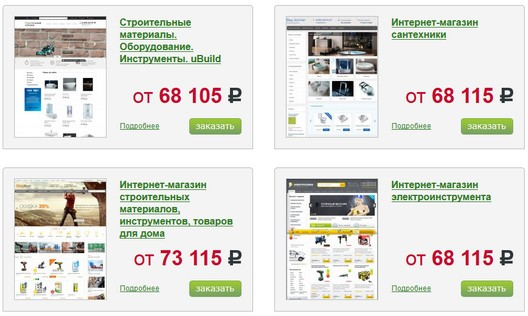 Строительные
материалы.
Оборудование.
Инструменты. uBuild
от 68 105 ₽
Подробнее
заказать
Интернет-магазин
сантехники
от 68 115 ₽
Подробнее
заказать
Интернет-магазин
строительных
материалов,
инструментов, товаров
для дома
от 73 115 ₽
Подробнее
заказать
Интернет-магазин
электроинструмента
от 68 115 ₽
Подробнее
заказать